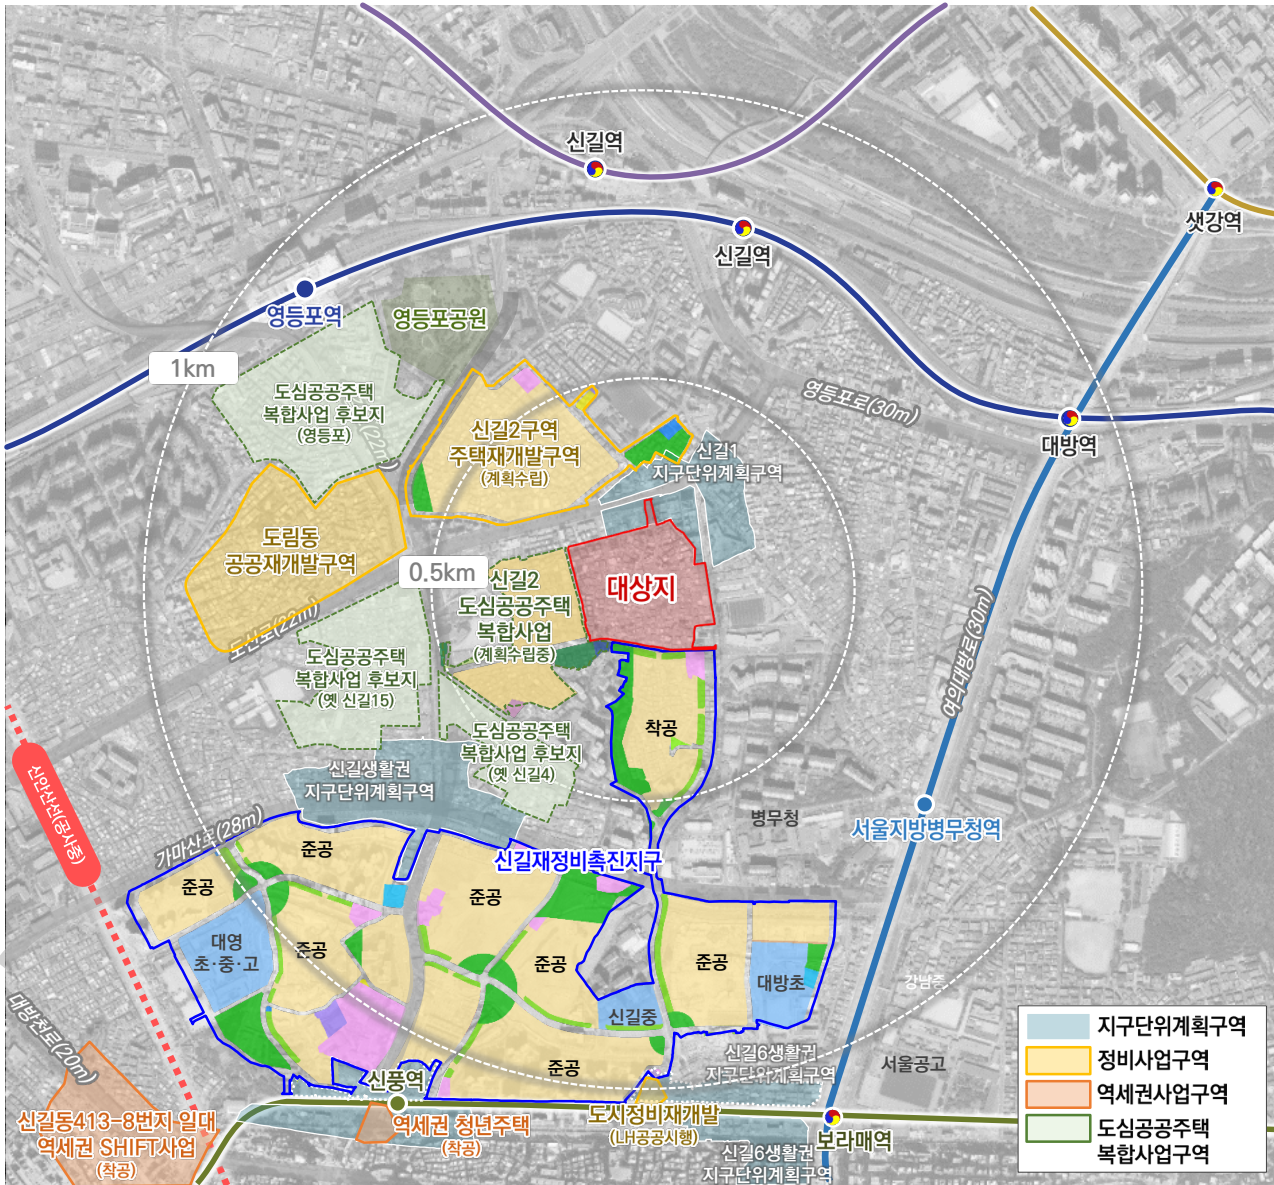 신길역
샛강역
신길역
영등포역
영등포공원
1km
도심공공주택
복합사업 후보지
(영등포)
영등포로(30m)
대방역
신길2구역
주택재개발구역
(계획수립)
신길1
지구단위계획구역
도림동
공공재개발구역
0.5km
신길2
도심공공주택
복합사업
(계획수립중)
대상지
도신로(22m)
도심공공주택
복합사업 후보지
(옛 신길15)
여의대방로(30m)
착공
도심공공주택
복합사업 후보지
(옛 신길4)
신안산선(공사중)
신길생활권
지구단위계획구역
병무청
서울지방병무청역
가마산로(28m)
신길재정비촉진지구
준공
준공
준공
대영
초·중·고
준공
준공
준공
대방초
강남중
신길중
대방천로(20m)
준공
신길6생활권
지구단위계획구역
서울공고
신풍역
신길동413-8번지 일대
역세권 SHIFT사업
(착공)
역세권 청년주택
(착공)
도시정비재개발
(LH공공시행)
보라매역
신길6생활권
지구단위계획구역
지구단위계획구역
정비사업구역
역세권사업구역
도심공공주택
복합사업구역